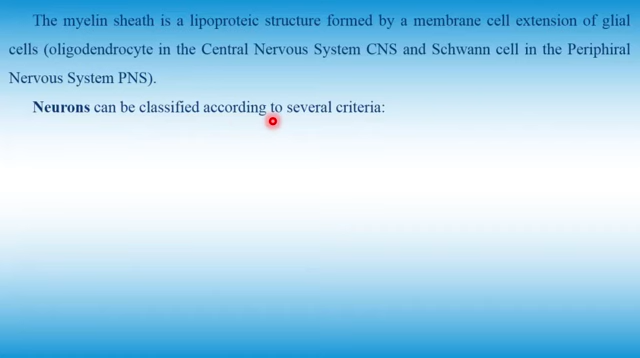 The myelin sheath is a lipoproteic structure formed by a membrane cell extension of glial
cells (oligodendrocyte in the Central Nervous System CNS and Schwann cell in the Periphiral
Nervous System PNS).
Neurons can be classified according to several criteria: